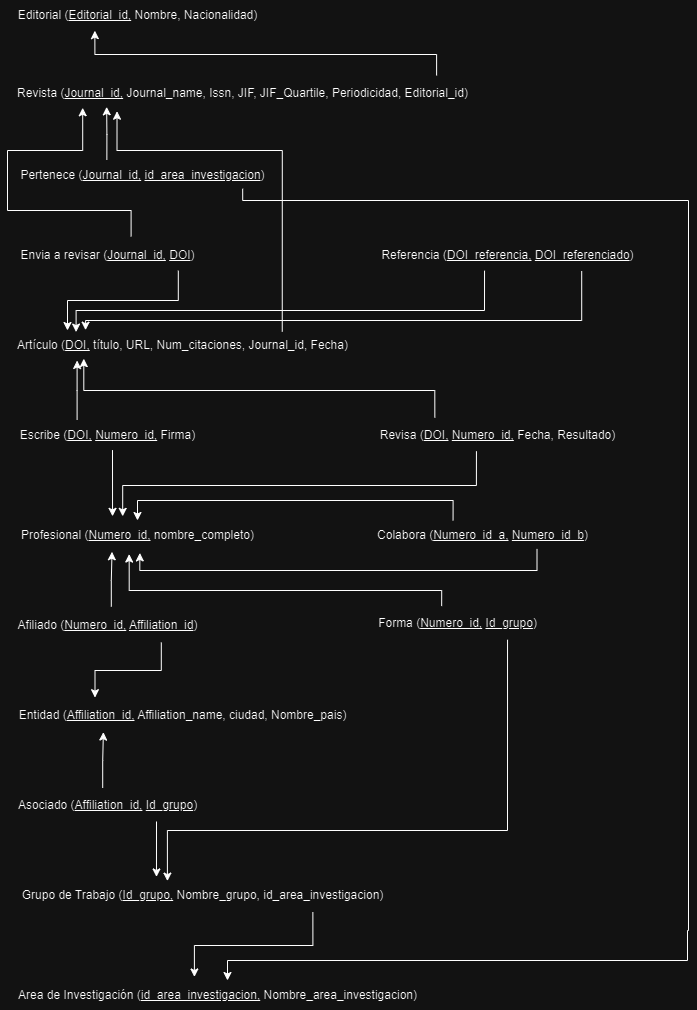 Editorial (Editorial_id, Nombre, Nacionalidad)
Revista (Journal_id, Journal_name, Issn, JIF, JIF_Quartile, Periodicidad, Editorial_id)
Pertenece (Journal_id, id_area_investigacion)
Envia a revisar (Journal_id, DOI)
Referencia (DOI_referencia, DOI_referenciado)
Artículo (DOI, título, URL, Num_citaciones, Journal_id, Fecha)
Escribe (DOI, Numero_id, Firma)
Revisa (DOI, Numero_id, Fecha, Resultado)
Profesional (Numero_id, nombre_completo)
Colabora (Numero_id_a, Numero_id_b)
Afiliado (Numero_id, Affiliation_id)
Forma (Numero_id, Id_grupo)
Entidad (Affiliation_id, Affiliation_name, ciudad, Nombre_pais)
Asociado (Affiliation_id, Id_grupo)
Grupo de Trabajo (Id_grupo, Nombre_grupo, id_area_investigacion)
Area de Investigación (id_area_investigacion, Nombre_area_investigacion)